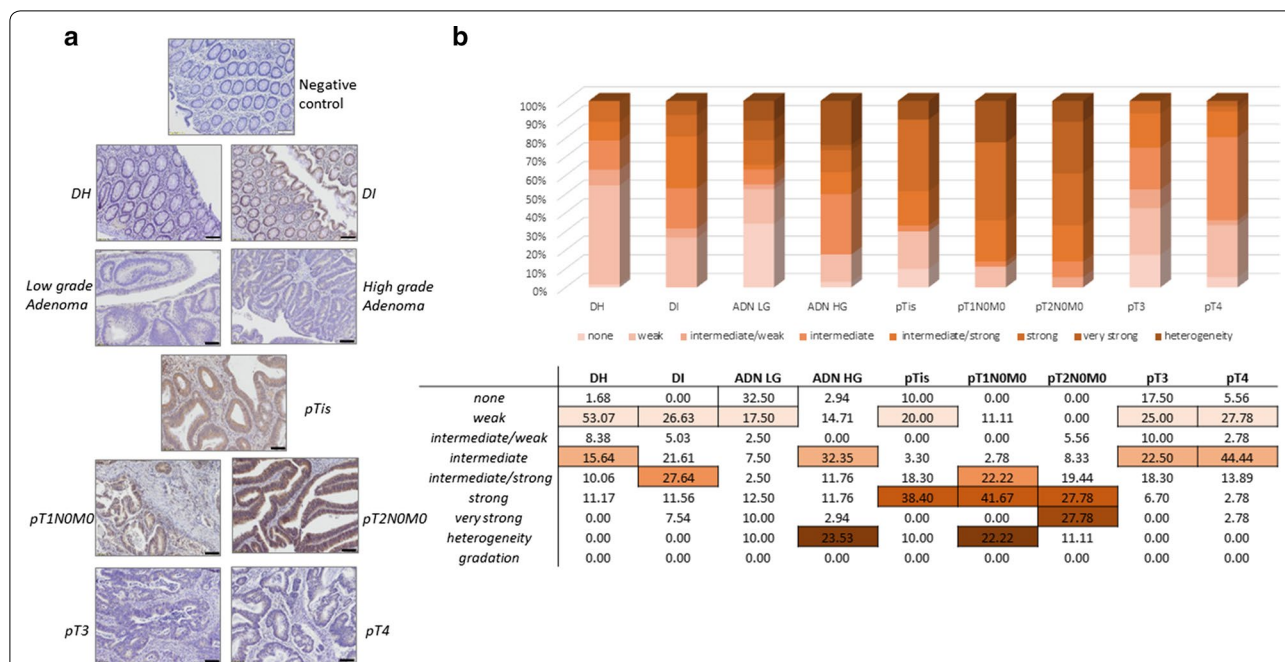 a
Negative
control
DH
DI
Low grade
Adenoma
High grade
Adenoma
pTis
pT1N0M0
pT2N0M0
pT3
pT4
b
100%
90%
80%
70%
60%
50%
40%
30%
20%
10%
0%
DH DI ADN LG ADN HG pTis pT1N0M0 pT2N0M0 pT3 pT4
none weak intermediate/weak intermediate intermediate/strong strong very strong heterogeneity
DH DI ADN LG ADN HG pTis pT1N0M0 pT2N0M0 pT3 pT4
none 1.68 0.00 32.50 2.94 10.00 0.00 0.00 17.50 5.56
weak 53.07 26.63 17.50 14.71 20.00 11.11 0.00 25.00 27.78
intermediate/weak 8.38 5.03 2.50 0.00 0.00 0.00 5.56 10.00 2.78
intermediate 15.64 21.61 7.50 32.35 3.30 2.78 8.33 22.50 44.44
intermediate/strong 10.06 27.64 2.50 11.76 18.30 22.22 19.44 18.30 13.89
strong 11.17 11.56 12.50 11.76 38.40 41.67 27.78 6.70 2.78
very strong 0.00 7.54 10.00 2.94 0.00 0.00 27.78 0.00 2.78
heterogeneity 0.00 0.00 10.00 23.53 10.00 22.22 11.11 0.00 0.00
gradation 0.00 0.00 0.00 0.00 0.00 0.00 0.00 0.00 0.00